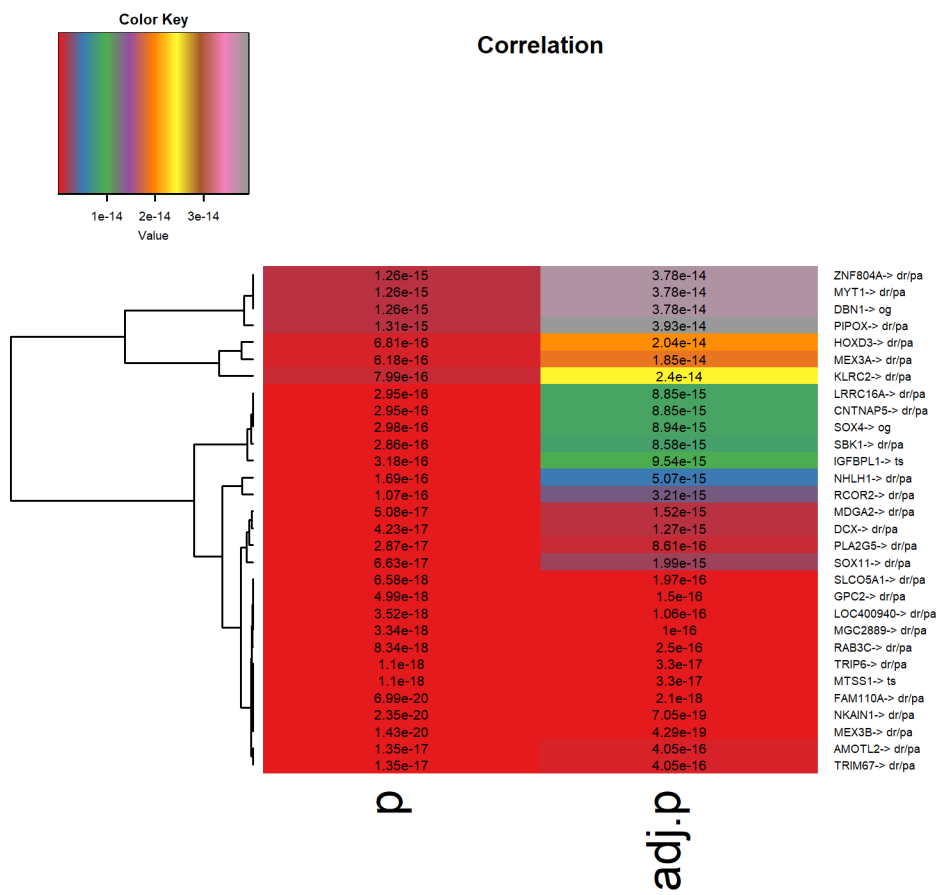 Color Key
Correlation
1e-14 2e-14 3e-14
Value
1.26e-15 3.78e-14 ZNF804A-> dr/pa
1.26e-15 3.78e-14 MYT1-> dr/pa
1.26e-15 3.78e-14 DBN1-> og
1.31e-15 3.93e-14 PIPOX-> dr/pa
6.81e-16 2.04e-14 HOXD3-> dr/pa
6.18e-16 1.85e-14 MEX3A-> dr/pa
7.99e-16 2.4e-14 KLRC2-> dr/pa
2.95e-16 8.85e-15 LRRC16A-> dr/pa
2.95e-16 8.85e-15 CNTNAP5-> dr/pa
2.98e-16 8.94e-15 SOX4-> og
2.86e-16 8.58e-15 SBK1-> dr/pa
3.18e-16 9.54e-15 IGFBPL1-> ts
1.69e-16 5.07e-15 NHLH1-> dr/pa
1.07e-16 3.21e-15 RCOR2-> dr/pa
5.08e-17 1.52e-15 MDGA2-> dr/pa
4.23e-17 1.27e-15 DCX-> dr/pa
2.87e-17 8.61e-16 PLA2G5-> dr/pa
6.63e-17 1.99e-15 SOX11-> dr/pa
6.58e-18 1.97e-16 SLCO5A1-> dr/pa
4.99e-18 1.5e-16 GPC2-> dr/pa
3.52e-18 1.06e-16 LOC400940-> dr/pa
3.34e-18 1e-16 MGC2889-> dr/pa
8.34e-18 2.5e-16 RAB3C-> dr/pa
1.1e-18 3.3e-17 TRIP6-> dr/pa
1.1e-18 3.3e-17 MTSS1-> ts
6.99e-20 2.1e-18 FAM110A-> dr/pa
2.35e-20 7.05e-19 NKAIN1-> dr/pa
1.43e-20 4.29e-19 MEX3B-> dr/pa
1.35e-17 4.05e-16 AMOTL2-> dr/pa
1.35e-17 4.05e-16 TRIM67-> dr/pa
p adj.p